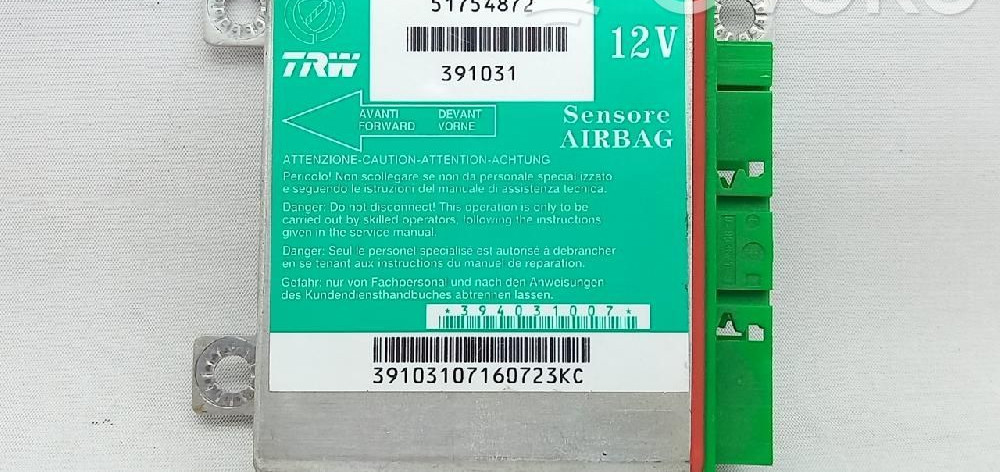 51754872
12V
TRW
391031
AVANTI DEVANT
FORWARD VORNE
Sensore
AIRBAG
ATTENZIONE-CAUTION-ATTENTION-ACHTUNG
Pericolo! Non scollegare se non da personale specializzato
e seguendo le istruzioni del manuale di assistenza tecnica.
Danger: Do not disconnect! This operation is only to be
carried out by skilled operators, following the instructions
given in the service manual.
Danger: Seul le personel specialisé est autorisé à debrancher
en se tenant aux instructions du manuel de reparation.
Gefahr: nur von Fachpersonal und nach den Anweisungen
des Kundendiensthandbuches abtrennen lassen.
*394031007*
39103107160723KC